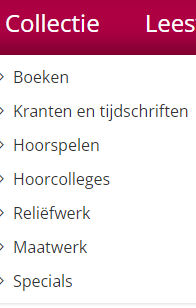 Collectie Lees
Boeken
Kranten en tijdschriften
Hoorspelen
Hoorcolleges
Reliëfwerk
Maatwerk
Specials